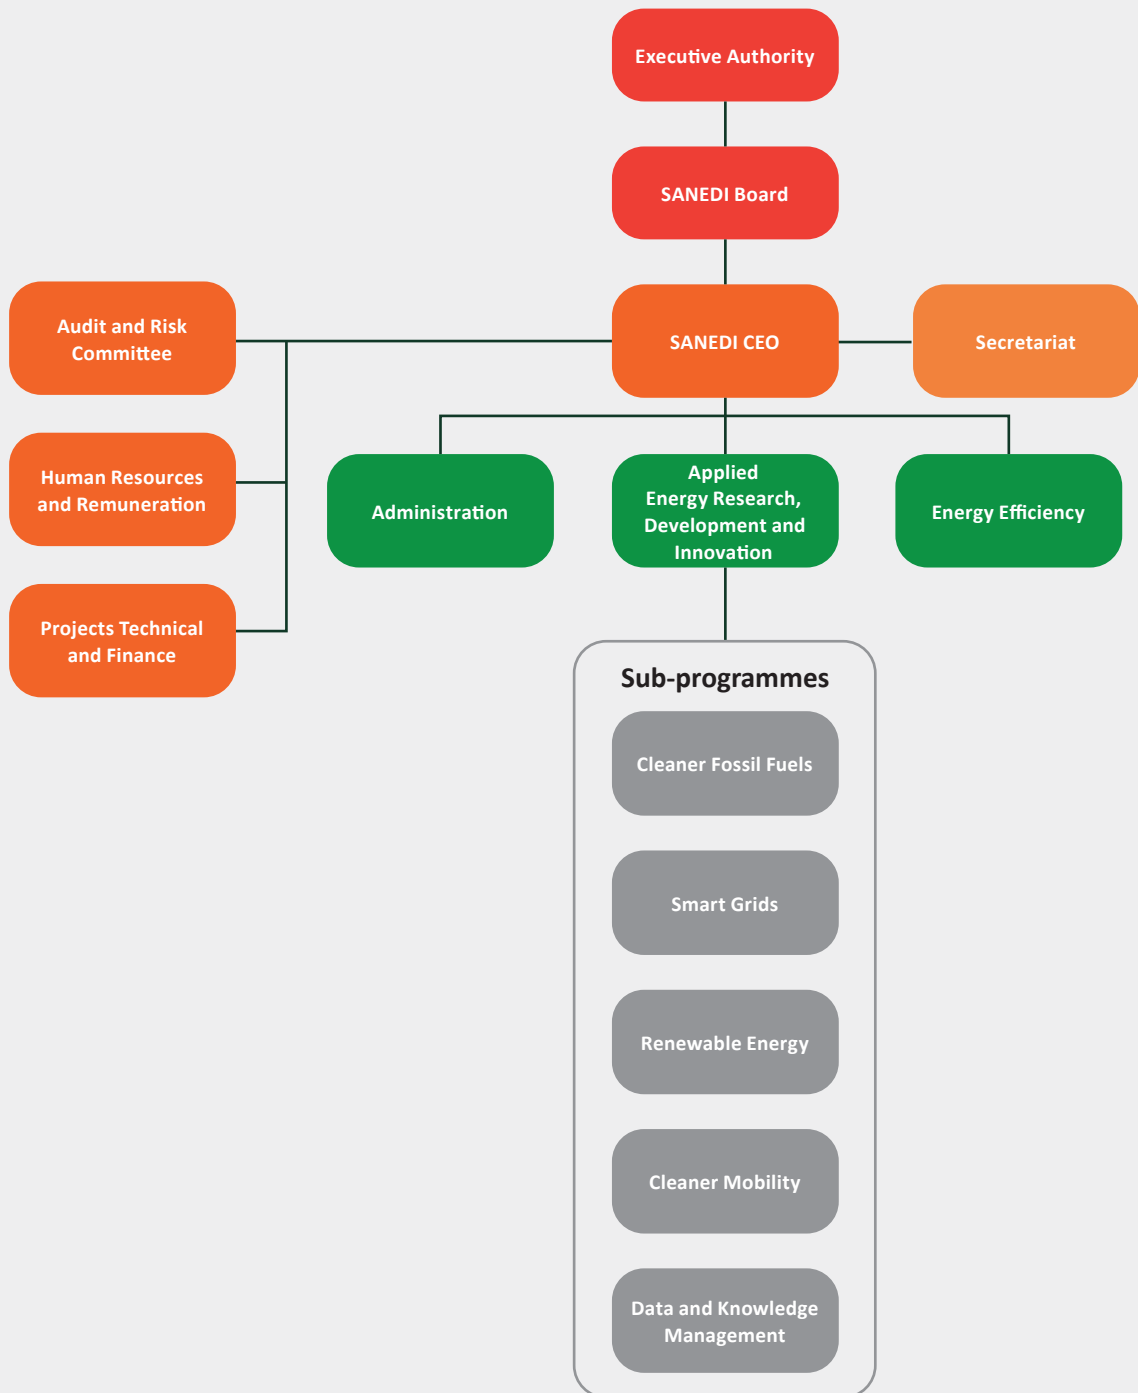 Executive Authority
SANEDI Board
Audit and Risk
Committee
SANEDI CEO
Secretariat
Human Resources
and Remuneration
Administration
Applied
Energy Research,
Development and
Innovation
Energy Efficiency
Projects Technical
and Finance
Sub-programmes
Cleaner Fossil Fuels
Smart Grids
Renewable Energy
Cleaner Mobility
Data and Knowledge
Management